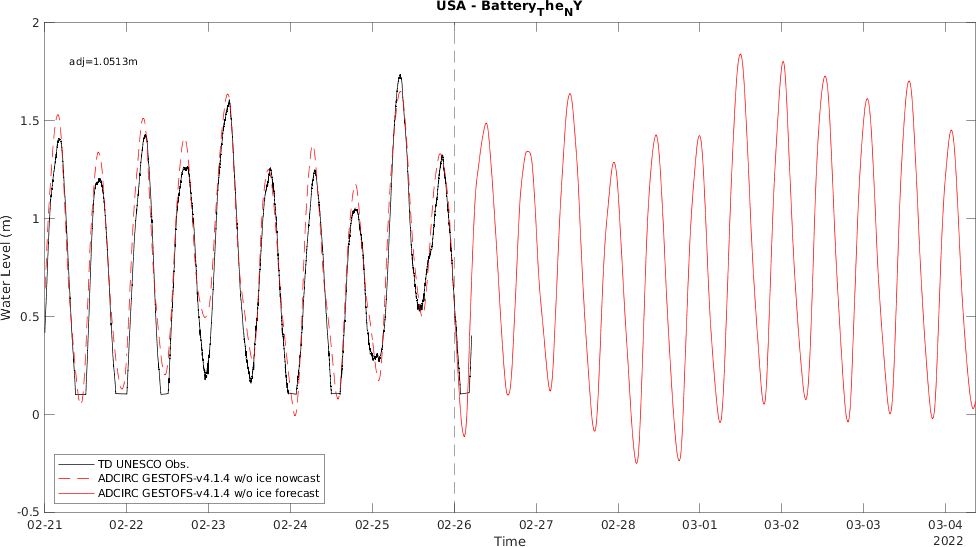 USA - BatteryTheNY
2
adj=1.0513m
1.5
1
0.5
0
-0.5
Water Level (m)
TD UNESCO Obs.
ADCIRC GESTOFS-v4.1.4 w/o ice nowcast
ADCIRC GESTOFS-v4.1.4 w/o ice forecast
02-21 02-22 02-23 02-24 02-25 02-26 02-27 02-28 03-01 03-02 03-03 03-04
Time 2022